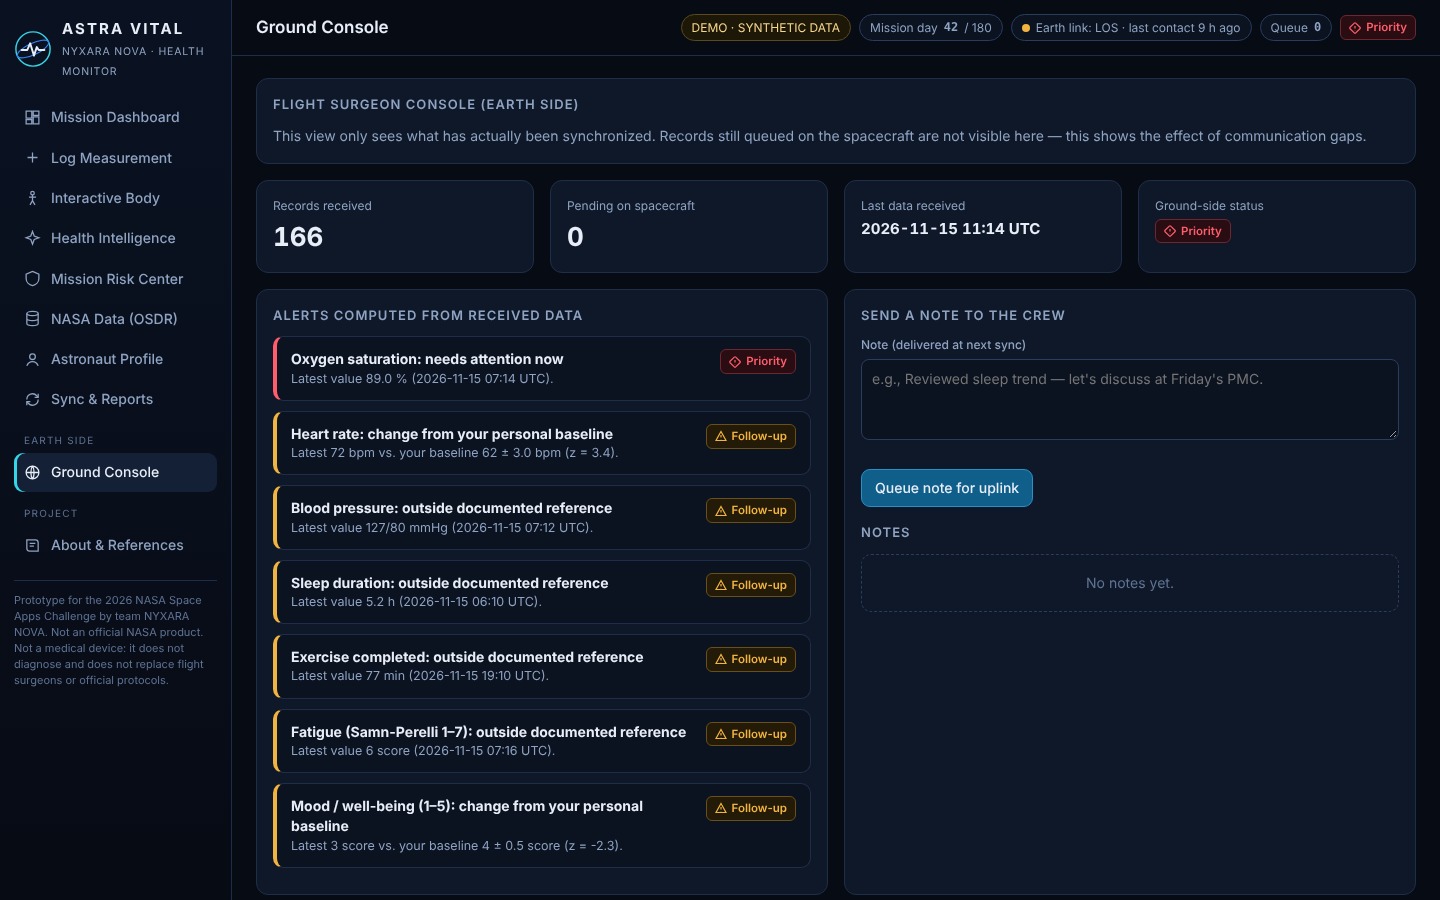 ASTRA VITAL
NYXARA NOVA · HEALTH
MONITOR
Mission Dashboard
Log Measurement
Interactive Body
Health Intelligence
Mission Risk Center
NASA Data (OSDR)
Astronaut Profile
Sync & Reports
EARTH SIDE
Ground Console
PROJECT
About & References
Prototype for the 2026 NASA Space
Apps Challenge by team NYXARA
NOVA. Not an official NASA product.
Not a medical device: it does not
diagnose and does not replace flight
surgeons or official protocols.
Ground Console
DEMO · SYNTHETIC DATA
Mission day 42 / 180
Earth link: LOS · last contact 9 h ago
Queue 0
Priority
FLIGHT SURGEON CONSOLE (EARTH SIDE)
This view only sees what has actually been synchronized. Records still queued on the spacecraft are not visible here — this shows the effect of communication gaps.
Records received
166
Pending on spacecraft
0
Last data received
2026-11-15 11:14 UTC
Ground-side status
Priority
ALERTS COMPUTED FROM RECEIVED DATA
Oxygen saturation: needs attention now
Latest value 89.0 % (2026-11-15 07:14 UTC).
Priority
Heart rate: change from your personal baseline
Latest 72 bpm vs. your baseline 62 ± 3.0 bpm (z = 3.4).
Follow-up
Blood pressure: outside documented reference
Latest value 127/80 mmHg (2026-11-15 07:12 UTC).
Follow-up
Sleep duration: outside documented reference
Latest value 5.2 h (2026-11-15 06:10 UTC).
Follow-up
Exercise completed: outside documented reference
Latest value 77 min (2026-11-15 19:10 UTC).
Follow-up
Fatigue (Samn-Perelli 1–7): outside documented reference
Latest value 6 score (2026-11-15 07:16 UTC).
Follow-up
Mood / well-being (1–5): change from your personal
baseline
Latest 3 score vs. your baseline 4 ± 0.5 score (z = -2.3).
Follow-up
SEND A NOTE TO THE CREW
Note (delivered at next sync)
e.g., Reviewed sleep trend — let's discuss at Friday's PMC.
Queue note for uplink
NOTES
No notes yet.